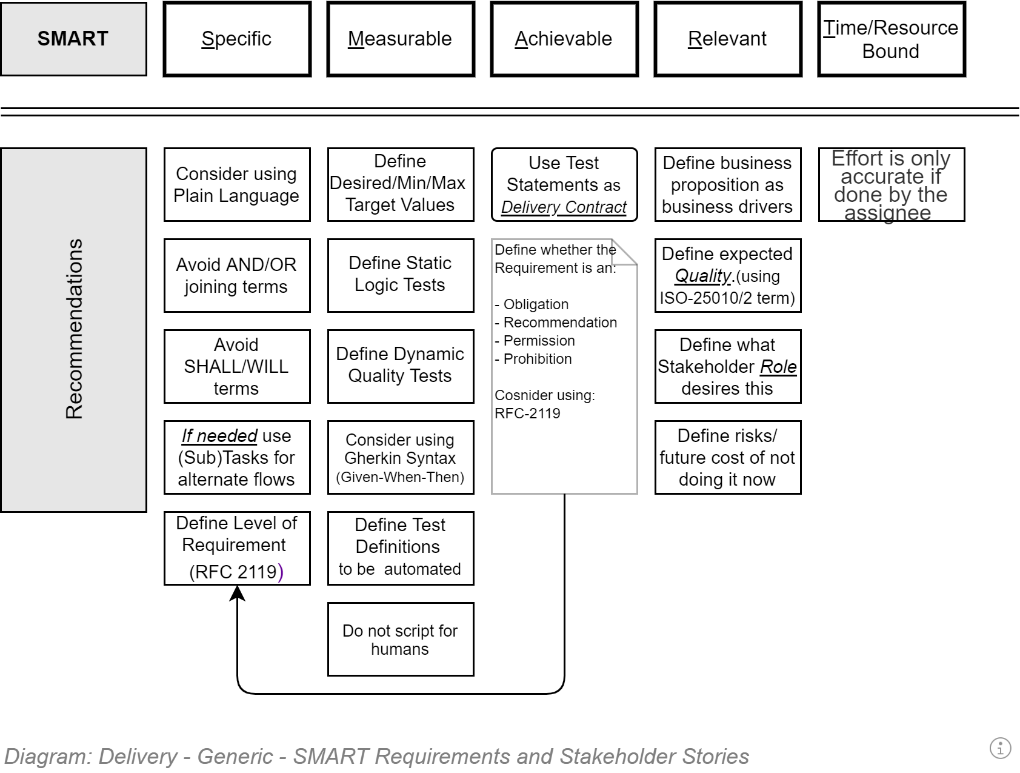 SMART
Specific
Measurable
Achievable
Relevant
Time/Resource
Bound
Recommendations
Consider using
Plain Language
Avoid AND/OR
joining terms
Avoid
SHALL/WILL
terms
If needed use
(Sub)Tasks for
alternate flows
Define Level of
Requirement
(RFC 2119)
Define
Desired/Min/Max
Target Values
Define Static
Logic Tests
Define Dynamic
Quality Tests
Consider using
Gherkin Syntax
(Given-When-Then)
Define Test
Definitions
to be automated
Do not script for
humans
Use Test
Statements as
Delivery Contract
Define whether the
Requirement is an:
- Obligation
- Recommendation
- Permission
- Prohibition
Cosnider using:
RFC-2119
Define business
proposition as
business drivers
Define expected
Quality.(using
ISO-25010/2 term)
Define what
Stakeholder Role
desires this
Define risks/
future cost of not
doing it now
Effort is only
accurate if
done by the
assignee
Diagram: Delivery - Generic - SMART Requirements and Stakeholder Stories